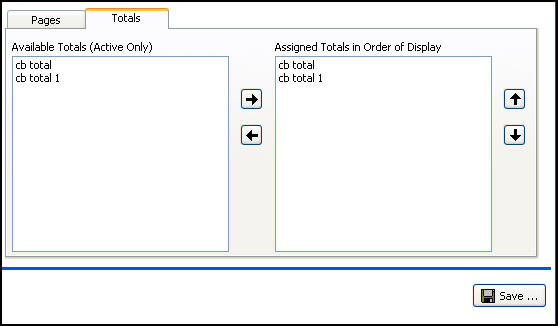 Pages
Totals
Available Totals (Active Only)
cb total
cb total 1
Assigned Totals in Order of Display
cb total
cb total 1
Save ...